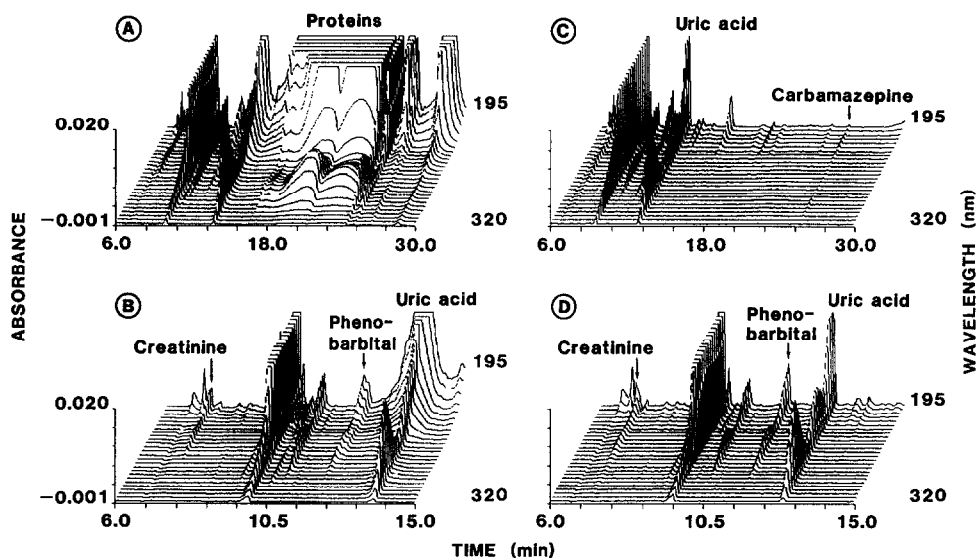 A
Proteins
0.020
-0.001
195
320
6.0 18.0 30.0
C
Uric acid
Carbamazepine
195
320
6.0 18.0 30.0
ABSORBANCE
WAVELENGTH (nm)
B
Creatinine
Pheno-
barbital
Uric acid
0.020
-0.001
195
320
6.0 10.5 15.0
D
Creatinine
Pheno-
barbital
Uric acid
195
320
6.0 10.5 15.0
TIME (min)